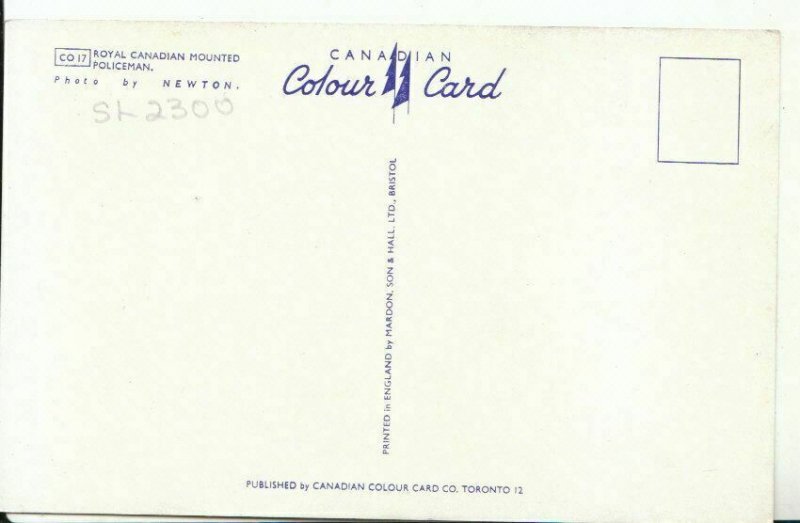 CO 17 ROYAL CANADIAN MOUNTED
POLICEMAN.
Photo by NEWTON.
SL2300
CANADIAN
Colour Card
PRINTED in ENGLAND by MARDON, SON & HALL, LTD., BRISTOL
PUBLISHED by CANADIAN COLOUR CARD CO. TORONTO 12